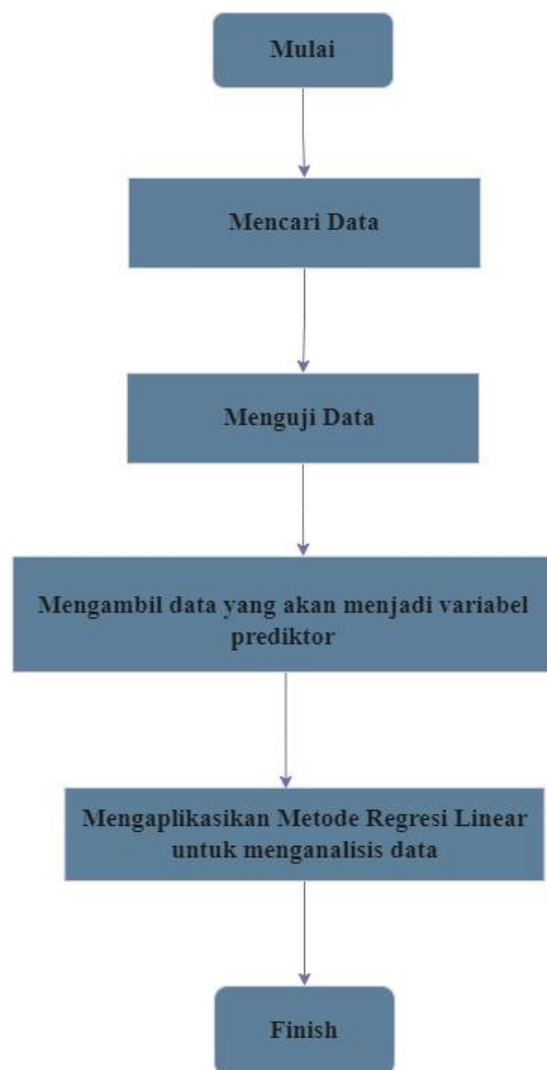 Mulai
Mencari Data
Menguji Data
Mengambil data yang akan menjadi variabel
prediktor
Mengaplikasikan Metode Regresi Linear
untuk menganalisis data
Finish